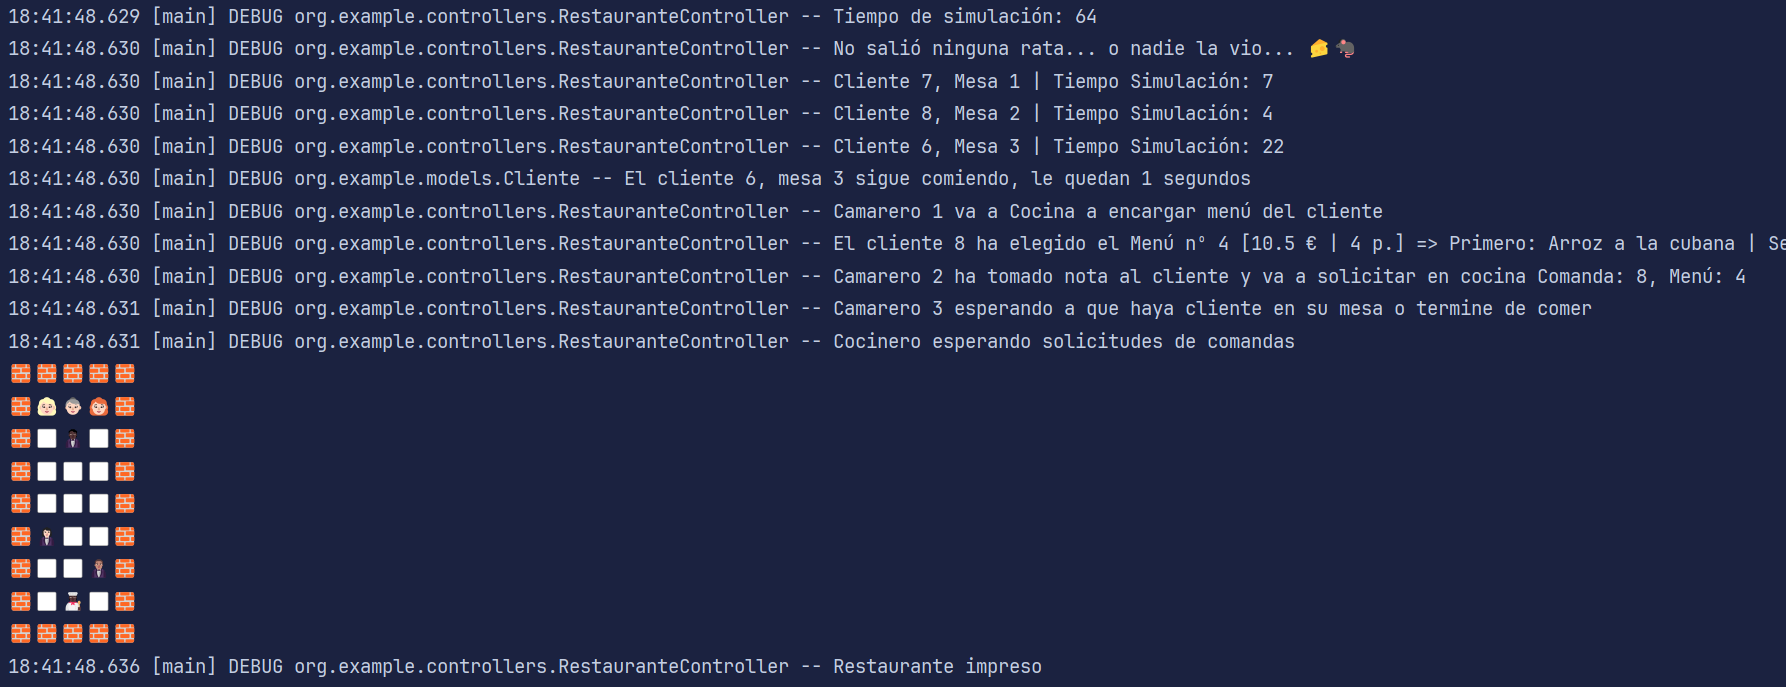 18:41:48.629 [main] DEBUG org.example.controllers.RestauranteController -- Tiempo de simulación: 64
18:41:48.630 [main] DEBUG org.example.controllers.RestauranteController -- No salió ninguna rata... o nadie la vio... 🧀🐀
18:41:48.630 [main] DEBUG org.example.controllers.RestauranteController -- Cliente 7, Mesa 1 | Tiempo Simulación: 7
18:41:48.630 [main] DEBUG org.example.controllers.RestauranteController -- Cliente 8, Mesa 2 | Tiempo Simulación: 4
18:41:48.630 [main] DEBUG org.example.controllers.RestauranteController -- Cliente 6, Mesa 3 | Tiempo Simulación: 22
18:41:48.630 [main] DEBUG org.example.models.Cliente -- El cliente 6, mesa 3 sigue comiendo, le quedan 1 segundos
18:41:48.630 [main] DEBUG org.example.controllers.RestauranteController -- Camarero 1 va a Cocina a encargar menú del cliente
18:41:48.630 [main] DEBUG org.example.controllers.RestauranteController -- El cliente 8 ha elegido el Menú nº 4 [10.5 € | 4 p.] => Primero: Arroz a la cubana | Se
18:41:48.630 [main] DEBUG org.example.controllers.RestauranteController -- Camarero 2 ha tomado nota al cliente y va a solicitar en cocina Comanda: 8, Menú: 4
18:41:48.631 [main] DEBUG org.example.controllers.RestauranteController -- Camarero 3 esperando a que haya cliente en su mesa o termine de comer
18:41:48.631 [main] DEBUG org.example.controllers.RestauranteController -- Cocinero esperando solicitudes de comandas
18:41:48.636 [main] DEBUG org.example.controllers.RestauranteController -- Restaurante impreso